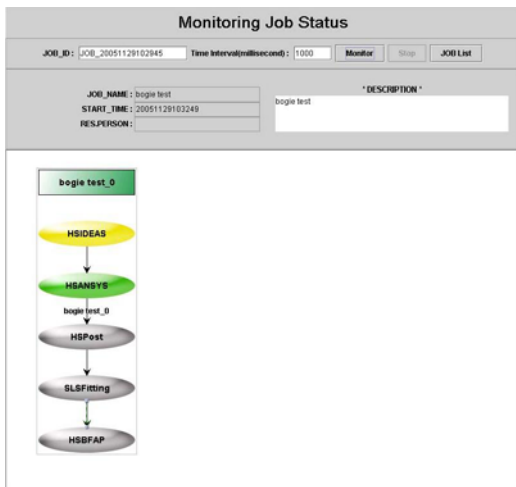 Monitoring Job Status
JOB_ID : JOB_20051129102945 Time Interval(millisecond) : 1000 Monitor Stop JOB List
JOB_NAME : bogie test
START_TIME : 20051129103249
RES.PERSON :
* DESCRIPTION *
bogie test
bogie test_0
HSIDEAS
HSANSYS
bogie test_0
HSPost
SLSFitting
HSBFAP